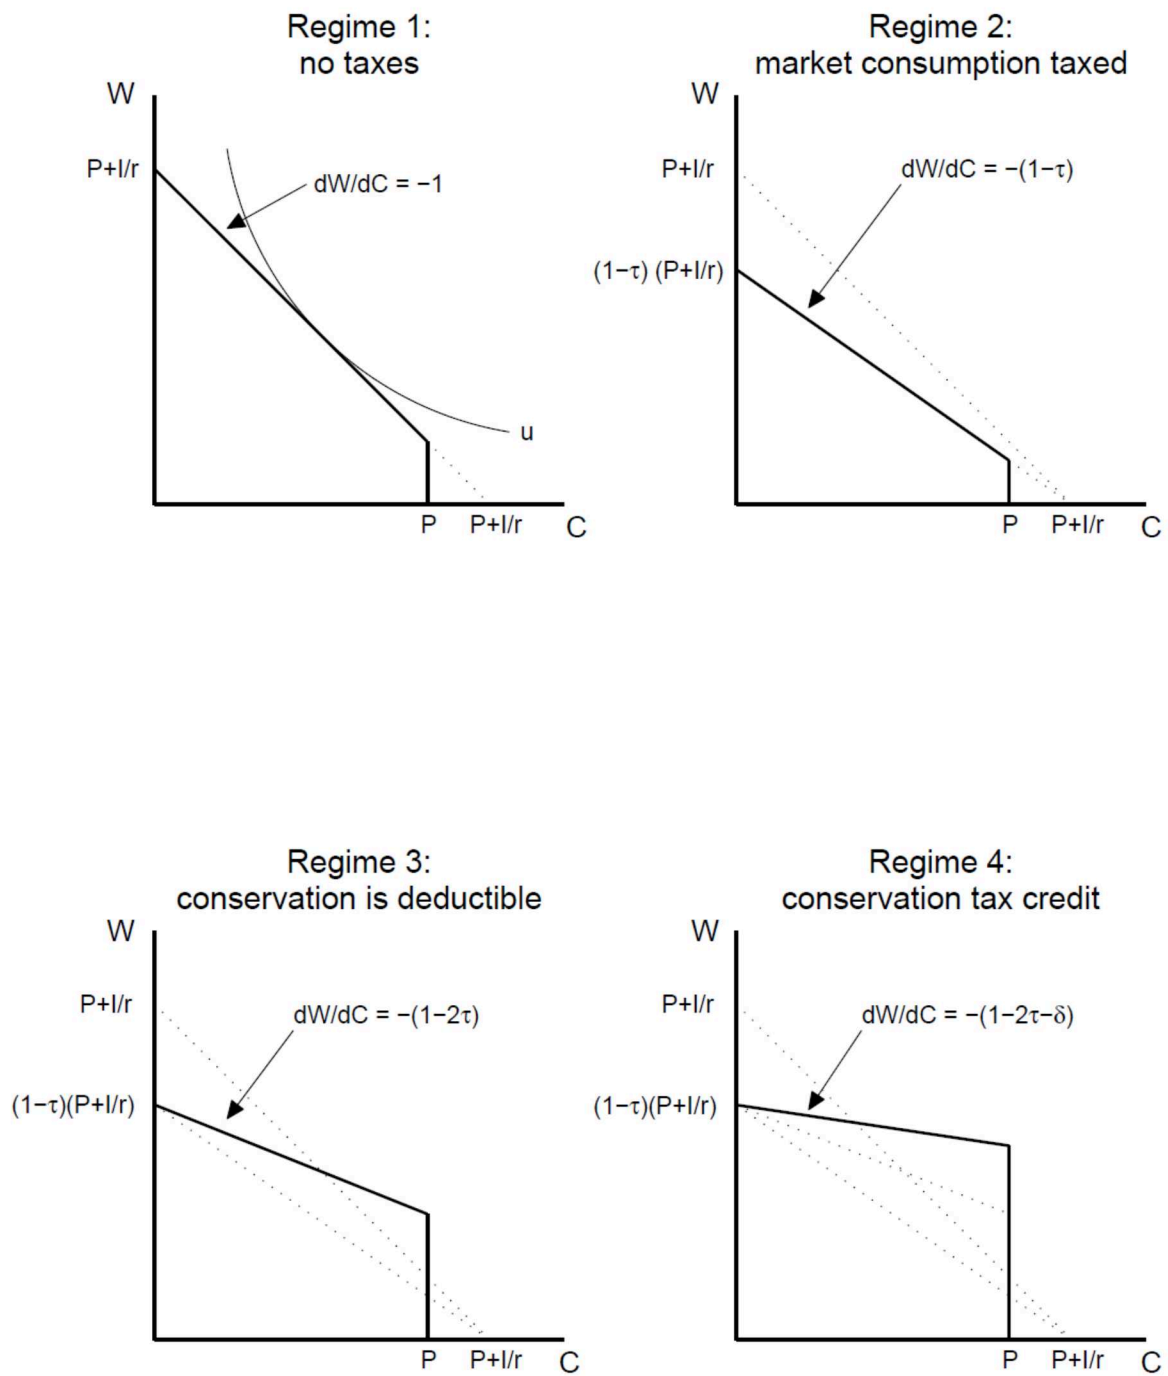 Regime 1:
no taxes
W
P+I/r
dW/dC = −1
u
P
P+I/r
C
Regime 2:
market consumption taxed
W
P+I/r
dW/dC = −(1−τ)
(1−τ) (P+I/r)
P
P+I/r
C
Regime 3:
conservation is deductible
W
P+I/r
dW/dC = −(1−2τ)
(1−τ)(P+I/r)
P
P+I/r
C
Regime 4:
conservation tax credit
W
P+I/r
dW/dC = −(1−2τ−δ)
(1−τ)(P+I/r)
P
P+I/r
C